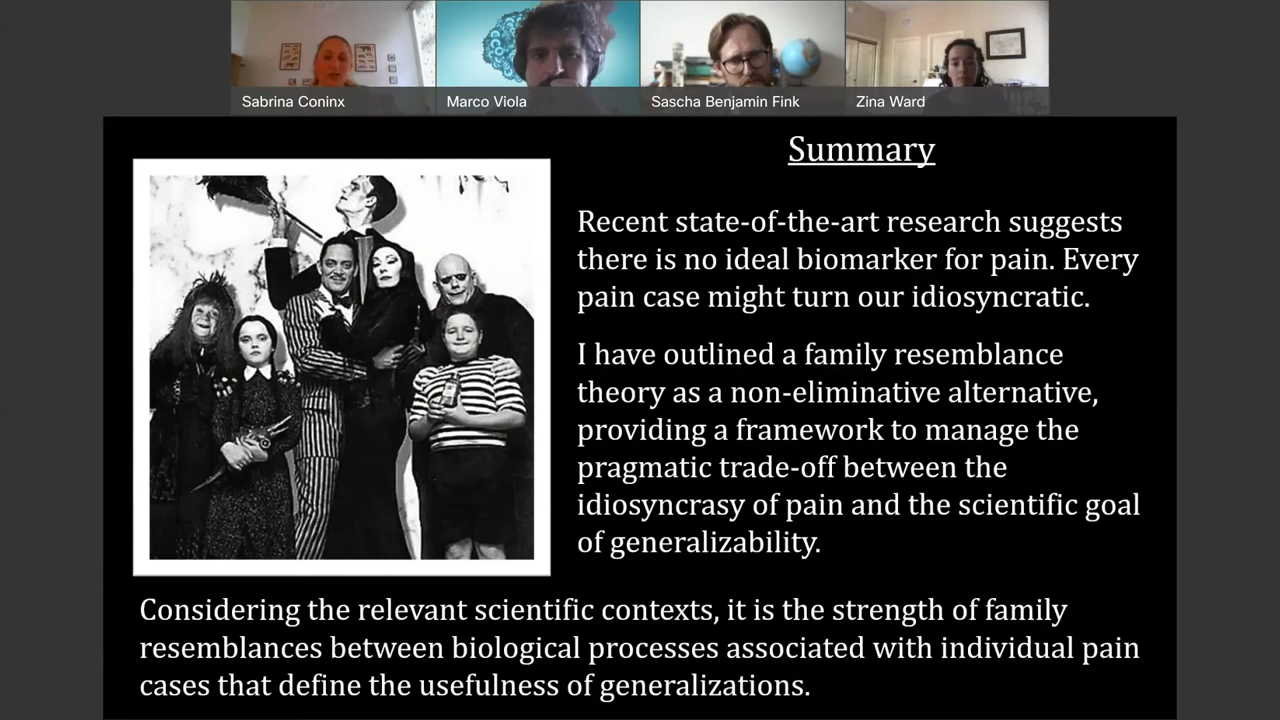 Sabrina Coninx
Marco Viola
Sascha Benjamin Fink
Zina Ward
Summary
Recent state-of-the-art research suggests
there is no ideal biomarker for pain. Every
pain case might turn our idiosyncratic.
I have outlined a family resemblance
theory as a non-eliminative alternative,
providing a framework to manage the
pragmatic trade-off between the
idiosyncrasy of pain and the scientific goal
of generalizability.
Considering the relevant scientific contexts, it is the strength of family
resemblances between biological processes associated with individual pain
cases that define the usefulness of generalizations.